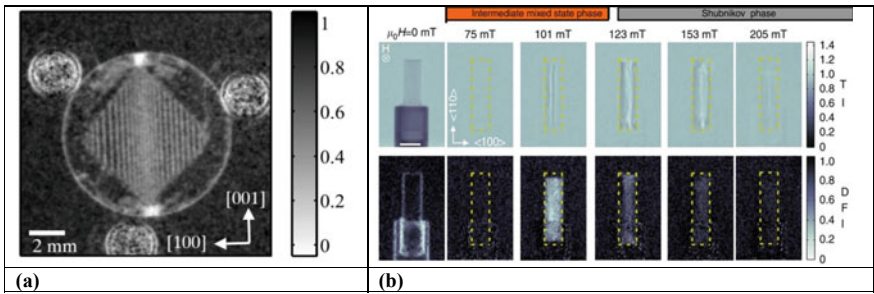 1
0.8
0.6
0.4
0.2
0
[001]
[100]
2 mm
(a)
Intermediate mixed state phase
Shubnikov phase
μ₀H=0 mT
75 mT
101 mT
123 mT
153 mT
205 mT
H
⊗
<110>
<100>
1.4
1.2
1.0
0.8
0.6
0.4
0.2
0
T
I
1.0
0.8
0.6
0.4
0.2
0
D
F
I
(b)